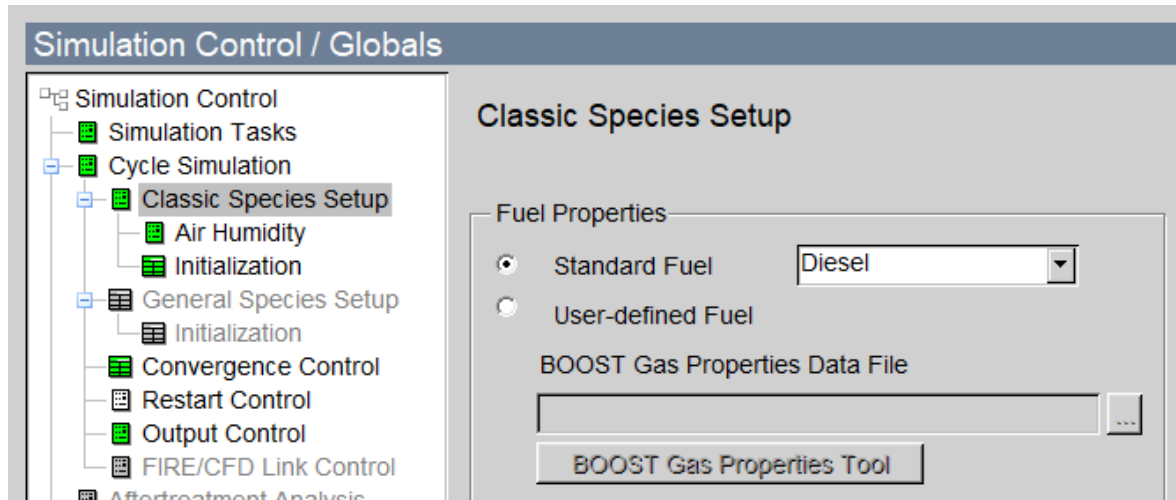 Simulation Control / Globals
Simulation Control
Simulation Tasks
Cycle Simulation
Classic Species Setup
Air Humidity
Initialization
General Species Setup
Initialization
Convergence Control
Restart Control
Output Control
FIRE/CFD Link Control
Aftertreatment Analysis
Classic Species Setup
Fuel Properties
Standard Fuel Diesel
User-defined Fuel
BOOST Gas Properties Data File
...
BOOST Gas Properties Tool